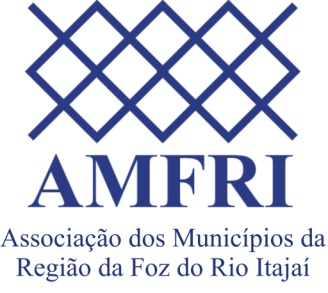 AMFRI
Associação dos Municípios da
Região da Foz do Rio Itajaí